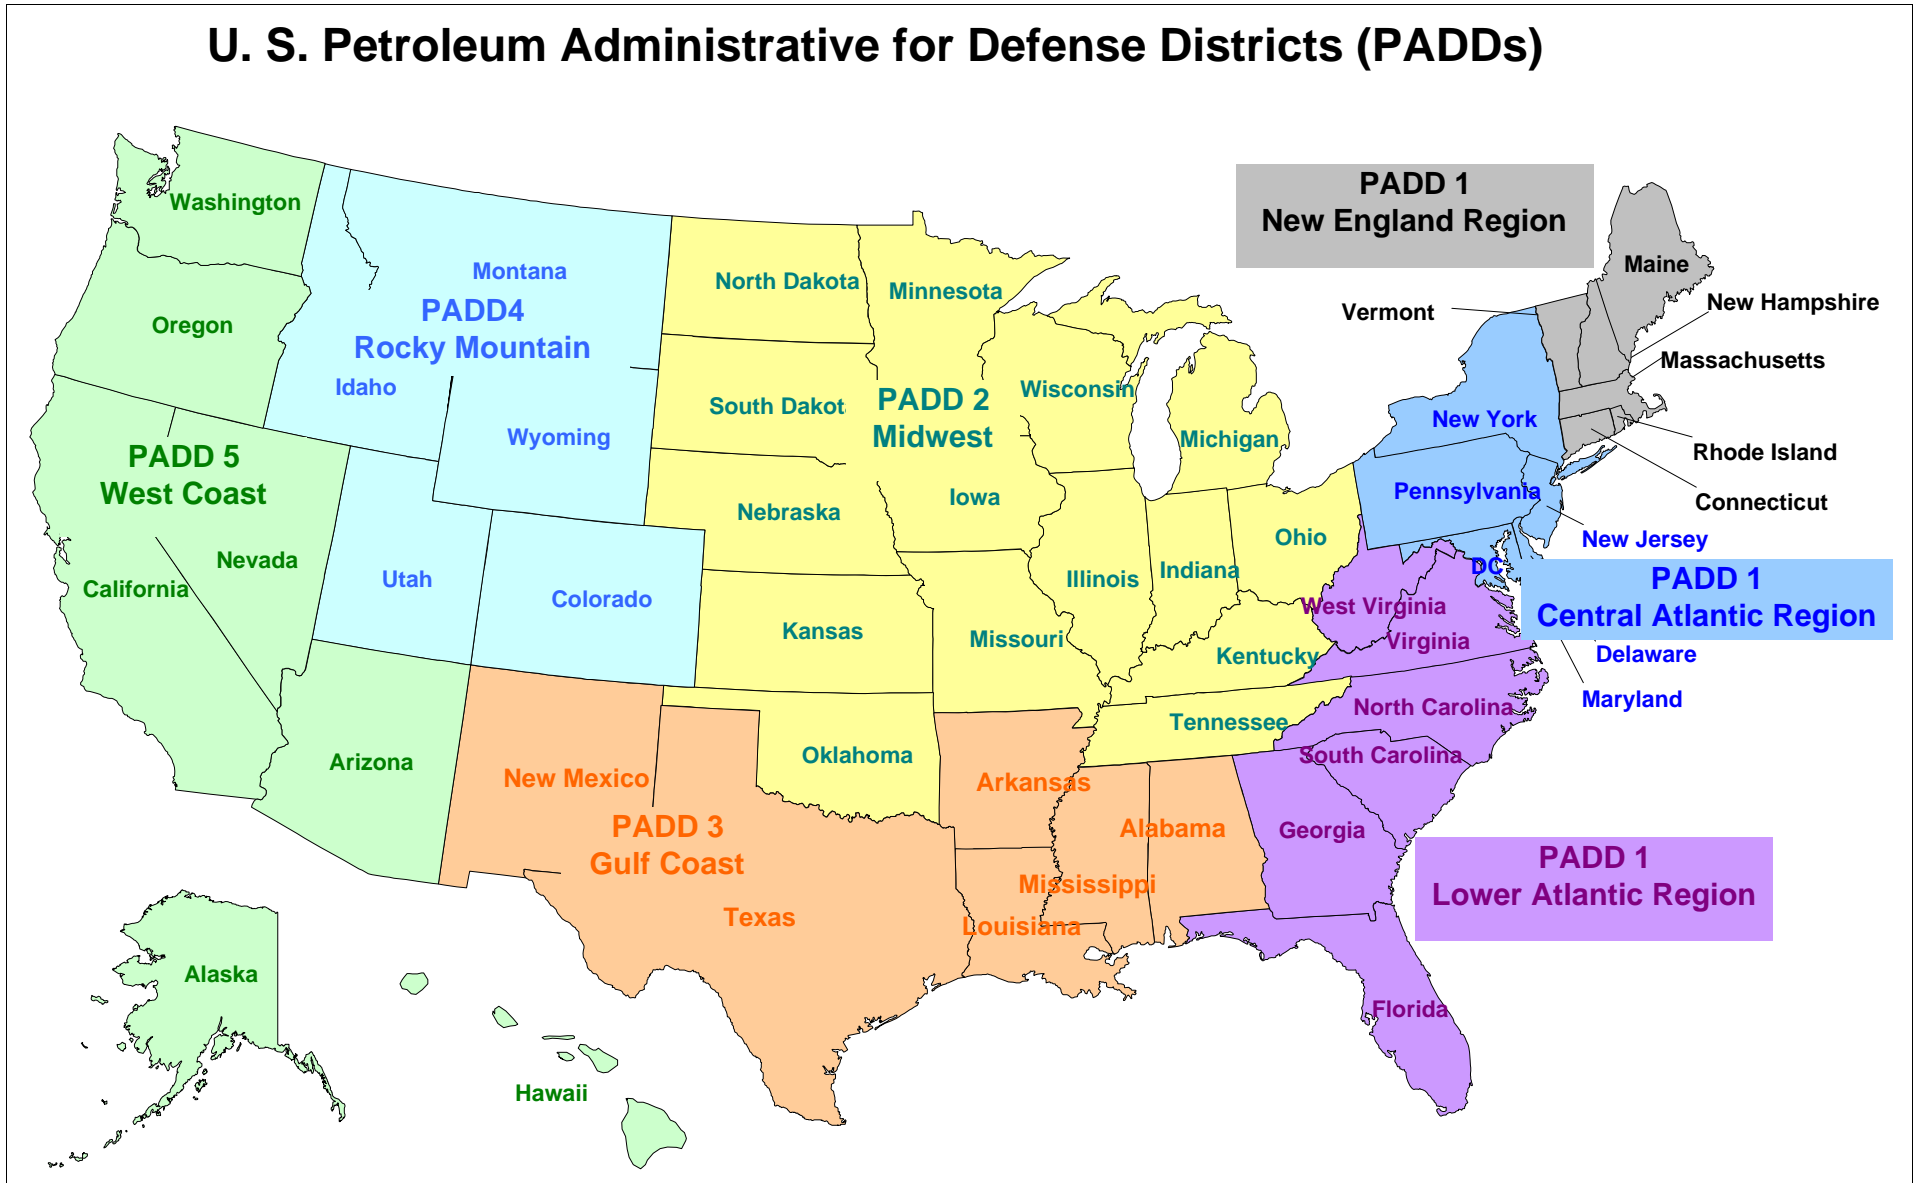 U. S. Petroleum Administrative for Defense Districts (PADDs)
PADD 1
New England Region
Washington
Maine
Montana
North Dakota
Minnesota
New Hampshire
PADD4
Rocky Mountain
Vermont
Oregon
Massachusetts
Idaho
Wisconsin
South Dakot
PADD 2
Midwest
New York
Wyoming
Michigan
Rhode Island
PADD 5
West Coast
Pennsylvania
Iowa
Connecticut
Nebraska
Ohio
New Jersey
Nevada
DC
Indiana
PADD 1
Central Atlantic Region
Utah
Illinois
California
Colorado
West Virginia
Kansas
Missouri
Virginia
Kentucky
Delaware
Maryland
North Carolina
Tennessee
South Carolina
Oklahoma
Arizona
New Mexico
Arkansas
PADD 3
Gulf Coast
Alabama
Georgia
PADD 1
Lower Atlantic Region
Mississippi
Texas
Louisiana
Alaska
Florida
Hawaii